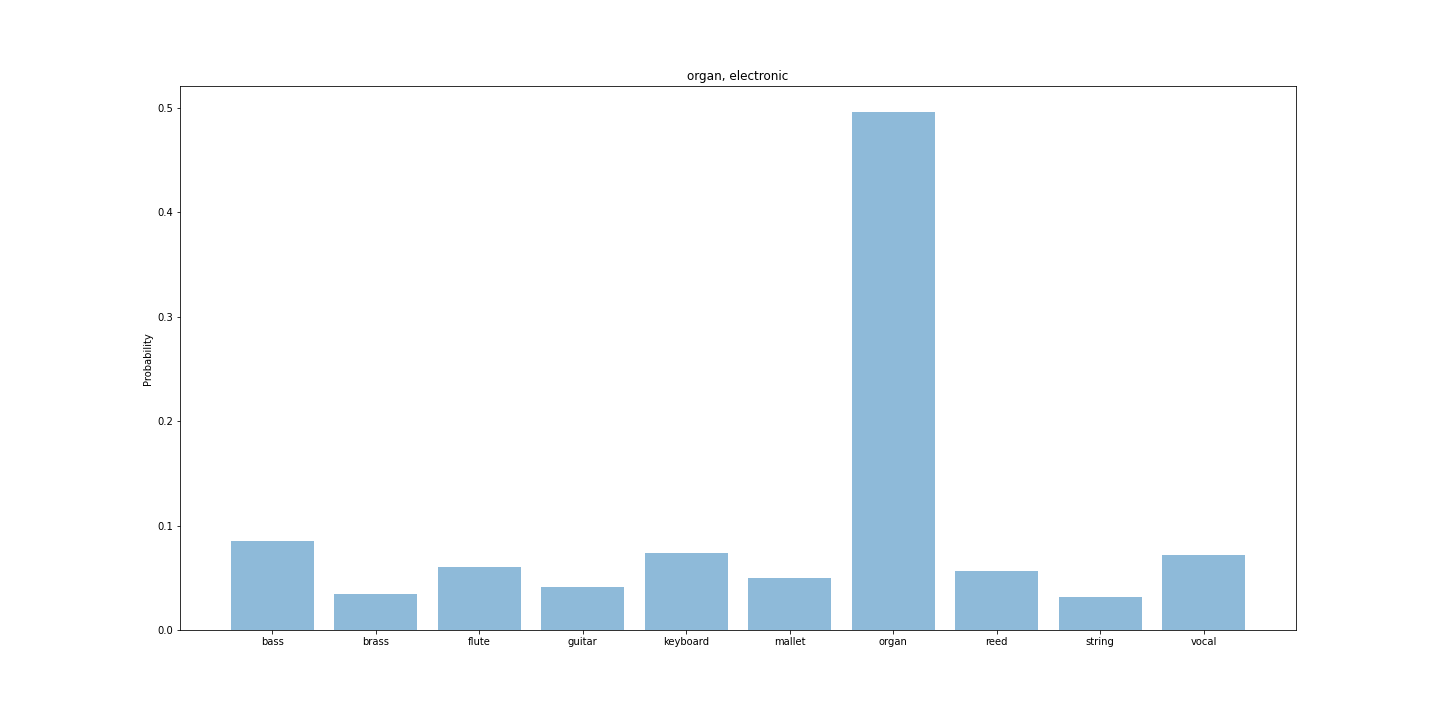 organ, electronic
0.5
0.4
0.3
0.2
0.1
0.0
Probability
bass brass flute guitar keyboard mallet organ reed string vocal